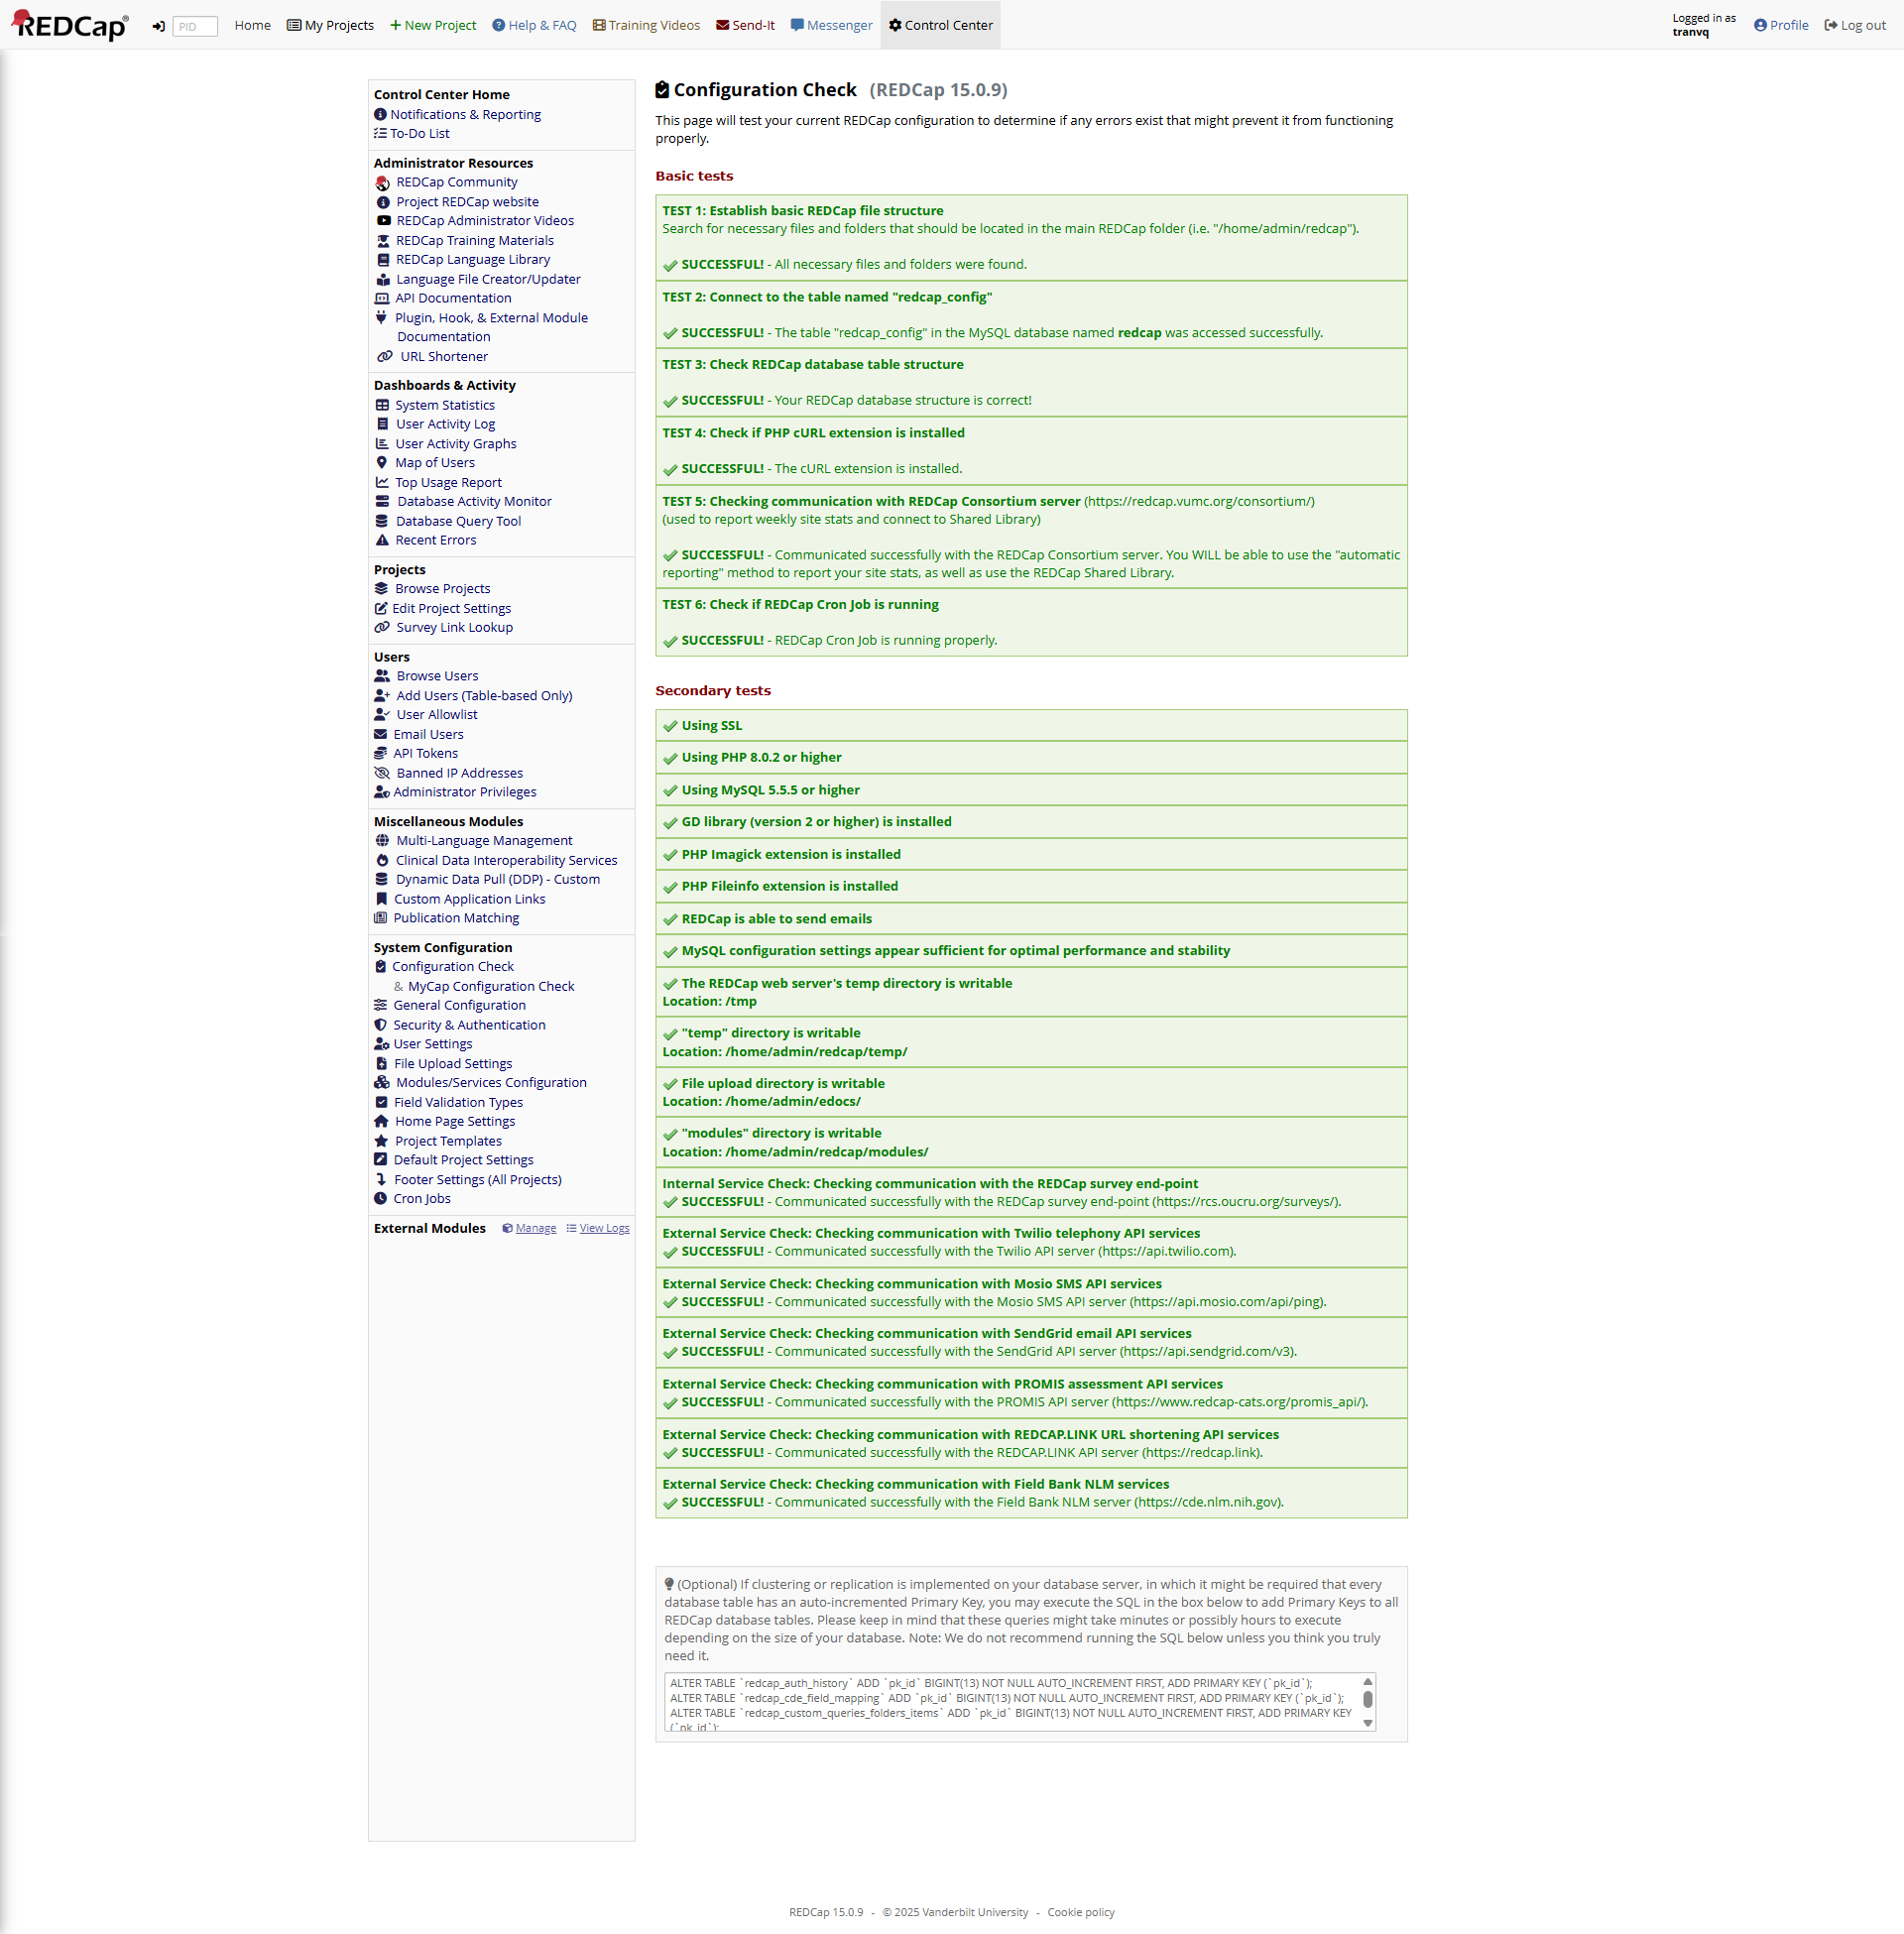 REDCap®
PID
Home
My Projects
New Project
Help & FAQ
Training Videos
Send-It
Messenger
Control Center
Logged in as
tranvq
Profile
Log out
Control Center Home
Notifications & Reporting
To-Do List
Administrator Resources
REDCap Community
Project REDCap website
REDCap Administrator Videos
REDCap Training Materials
REDCap Language Library
Language File Creator/Updater
API Documentation
Plugin, Hook, & External Module
Documentation
URL Shortener
Dashboards & Activity
System Statistics
User Activity Log
User Activity Graphs
Map of Users
Top Usage Report
Database Activity Monitor
Database Query Tool
Recent Errors
Projects
Browse Projects
Edit Project Settings
Survey Link Lookup
Users
Browse Users
Add Users (Table-based Only)
User Allowlist
Email Users
API Tokens
Banned IP Addresses
Administrator Privileges
Miscellaneous Modules
Multi-Language Management
Clinical Data Interoperability Services
Dynamic Data Pull (DDP) - Custom
Custom Application Links
Publication Matching
System Configuration
Configuration Check
& MyCap Configuration Check
General Configuration
Security & Authentication
User Settings
File Upload Settings
Modules/Services Configuration
Field Validation Types
Home Page Settings
Project Templates
Default Project Settings
Footer Settings (All Projects)
Cron Jobs
External Modules Manage View Logs
Configuration Check (REDCap 15.0.9)
This page will test your current REDCap configuration to determine if any errors exist that might prevent it from functioning
properly.
Basic tests
TEST 1: Establish basic REDCap file structure
Search for necessary files and folders that should be located in the main REDCap folder (i.e. "/home/admin/redcap").
SUCCESSFUL! - All necessary files and folders were found.
TEST 2: Connect to the table named "redcap_config"
SUCCESSFUL! - The table "redcap_config" in the MySQL database named redcap was accessed successfully.
TEST 3: Check REDCap database table structure
SUCCESSFUL! - Your REDCap database structure is correct!
TEST 4: Check if PHP cURL extension is installed
SUCCESSFUL! - The cURL extension is installed.
TEST 5: Checking communication with REDCap Consortium server (https://redcap.vumc.org/consortium/)
(used to report weekly site stats and connect to Shared Library)
SUCCESSFUL! - Communicated successfully with the REDCap Consortium server. You WILL be able to use the "automatic
reporting" method to report your site stats, as well as use the REDCap Shared Library.
TEST 6: Check if REDCap Cron Job is running
SUCCESSFUL! - REDCap Cron Job is running properly.
Secondary tests
Using SSL
Using PHP 8.0.2 or higher
Using MySQL 5.5.5 or higher
GD library (version 2 or higher) is installed
PHP Imagick extension is installed
PHP Fileinfo extension is installed
REDCap is able to send emails
MySQL configuration settings appear sufficient for optimal performance and stability
The REDCap web server's temp directory is writable
Location: /tmp
"temp" directory is writable
Location: /home/admin/redcap/temp/
File upload directory is writable
Location: /home/admin/edocs/
"modules" directory is writable
Location: /home/admin/redcap/modules/
Internal Service Check: Checking communication with the REDCap survey end-point
SUCCESSFUL! - Communicated successfully with the REDCap survey end-point (https://rcs.oucru.org/surveys/).
External Service Check: Checking communication with Twilio telephony API services
SUCCESSFUL! - Communicated successfully with the Twilio API server (https://api.twilio.com).
External Service Check: Checking communication with Mosio SMS API services
SUCCESSFUL! - Communicated successfully with the Mosio SMS API server (https://api.mosio.com/api/ping).
External Service Check: Checking communication with SendGrid email API services
SUCCESSFUL! - Communicated successfully with the SendGrid API server (https://api.sendgrid.com/v3).
External Service Check: Checking communication with PROMIS assessment API services
SUCCESSFUL! - Communicated successfully with the PROMIS API server (https://www.redcap-cats.org/promis_api/).
External Service Check: Checking communication with REDCAP.LINK URL shortening API services
SUCCESSFUL! - Communicated successfully with the REDCAP.LINK API server (https://redcap.link).
External Service Check: Checking communication with Field Bank NLM services
SUCCESSFUL! - Communicated successfully with the Field Bank NLM server (https://cde.nlm.nih.gov).
(Optional) If clustering or replication is implemented on your database server, in which it might be required that every
database table has an auto-incremented Primary Key, you may execute the SQL in the box below to add Primary Keys to all
REDCap database tables. Please keep in mind that these queries might take minutes or possibly hours to execute
depending on the size of your database. Note: We do not recommend running the SQL below unless you think you truly
need it.
ALTER TABLE `redcap_auth_history` ADD `pk_id` BIGINT(13) NOT NULL AUTO_INCREMENT FIRST, ADD PRIMARY KEY (`pk_id`);
ALTER TABLE `redcap_cde_field_mapping` ADD `pk_id` BIGINT(13) NOT NULL AUTO_INCREMENT FIRST, ADD PRIMARY KEY (`pk_id`);
ALTER TABLE `redcap_custom_queries_folders_items` ADD `pk_id` BIGINT(13) NOT NULL AUTO_INCREMENT FIRST, ADD PRIMARY KEY
(`pk_id`);
REDCap 15.0.9 - © 2025 Vanderbilt University - Cookie policy